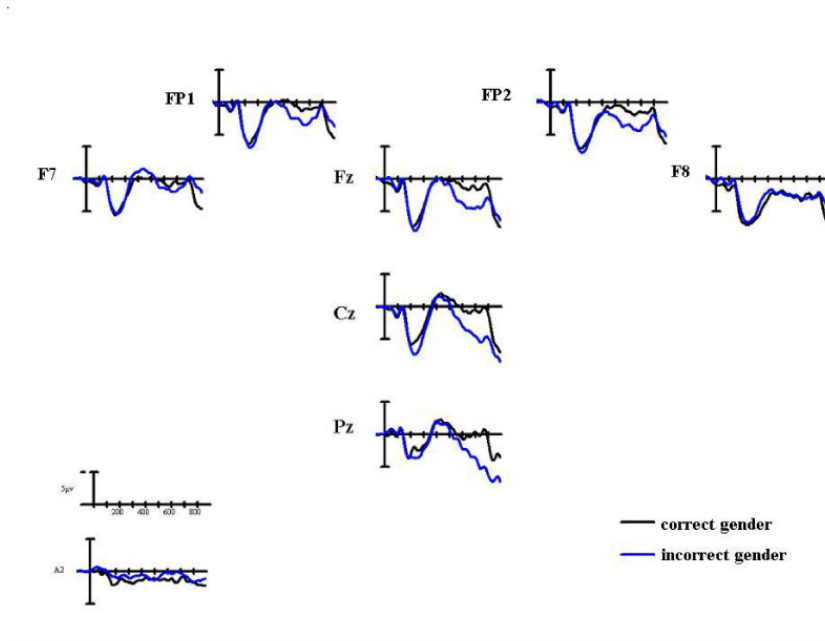 FP1
FP2
F7
Fz
F8
Cz
Pz
5μv
200 400 600 800
A2
correct gender
incorrect gender